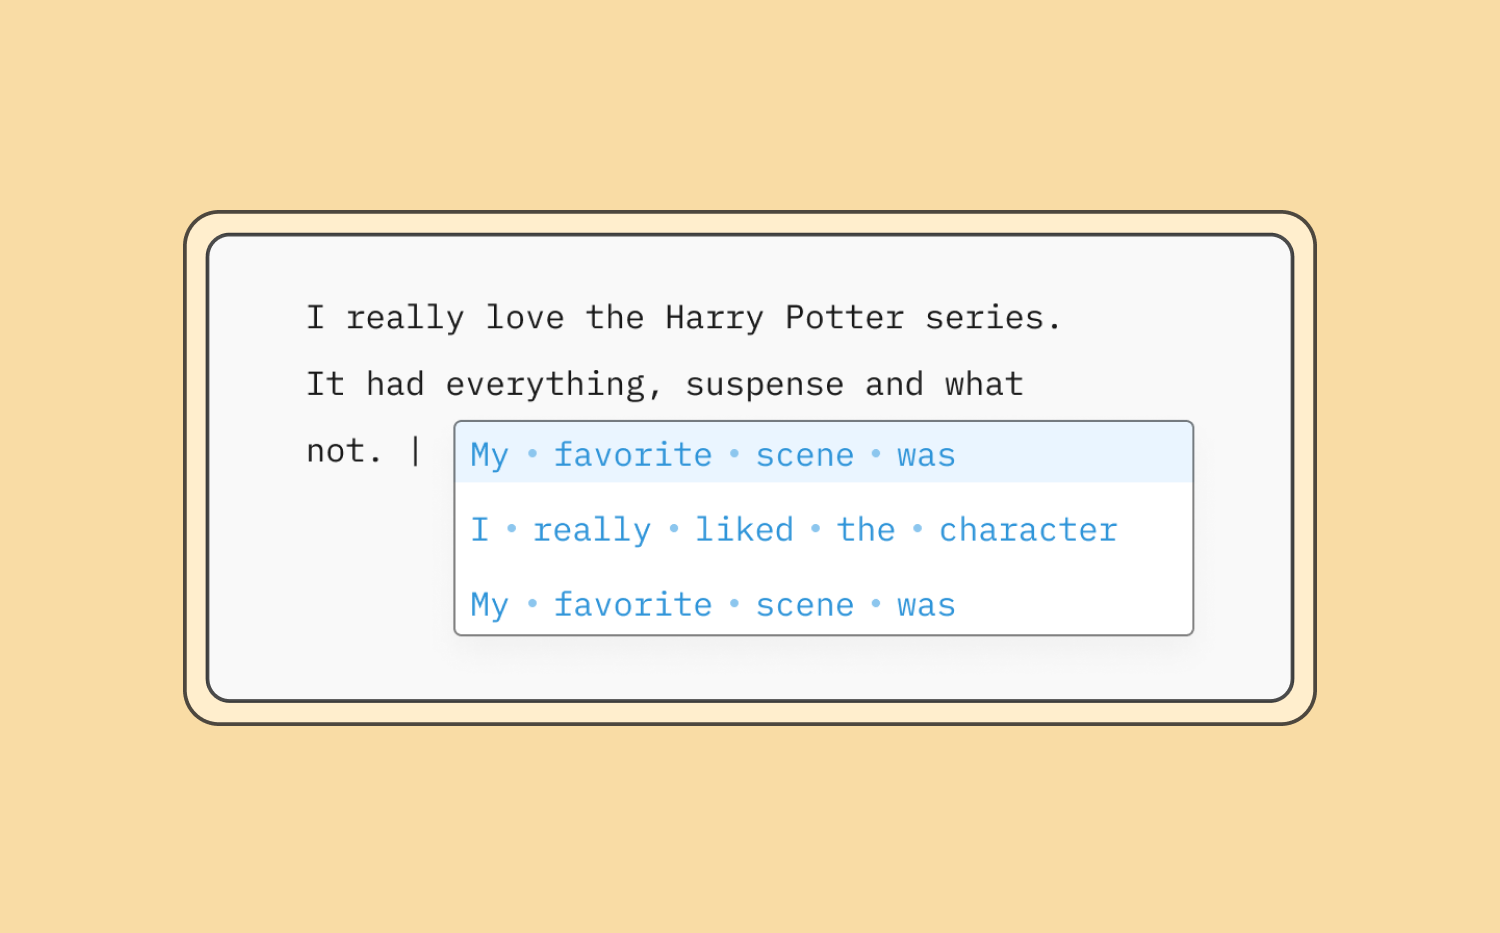 I really love the Harry Potter series.
It had everything, suspense and what
not. |
My • favorite • scene • was
I • really • liked • the • character
My • favorite • scene • was